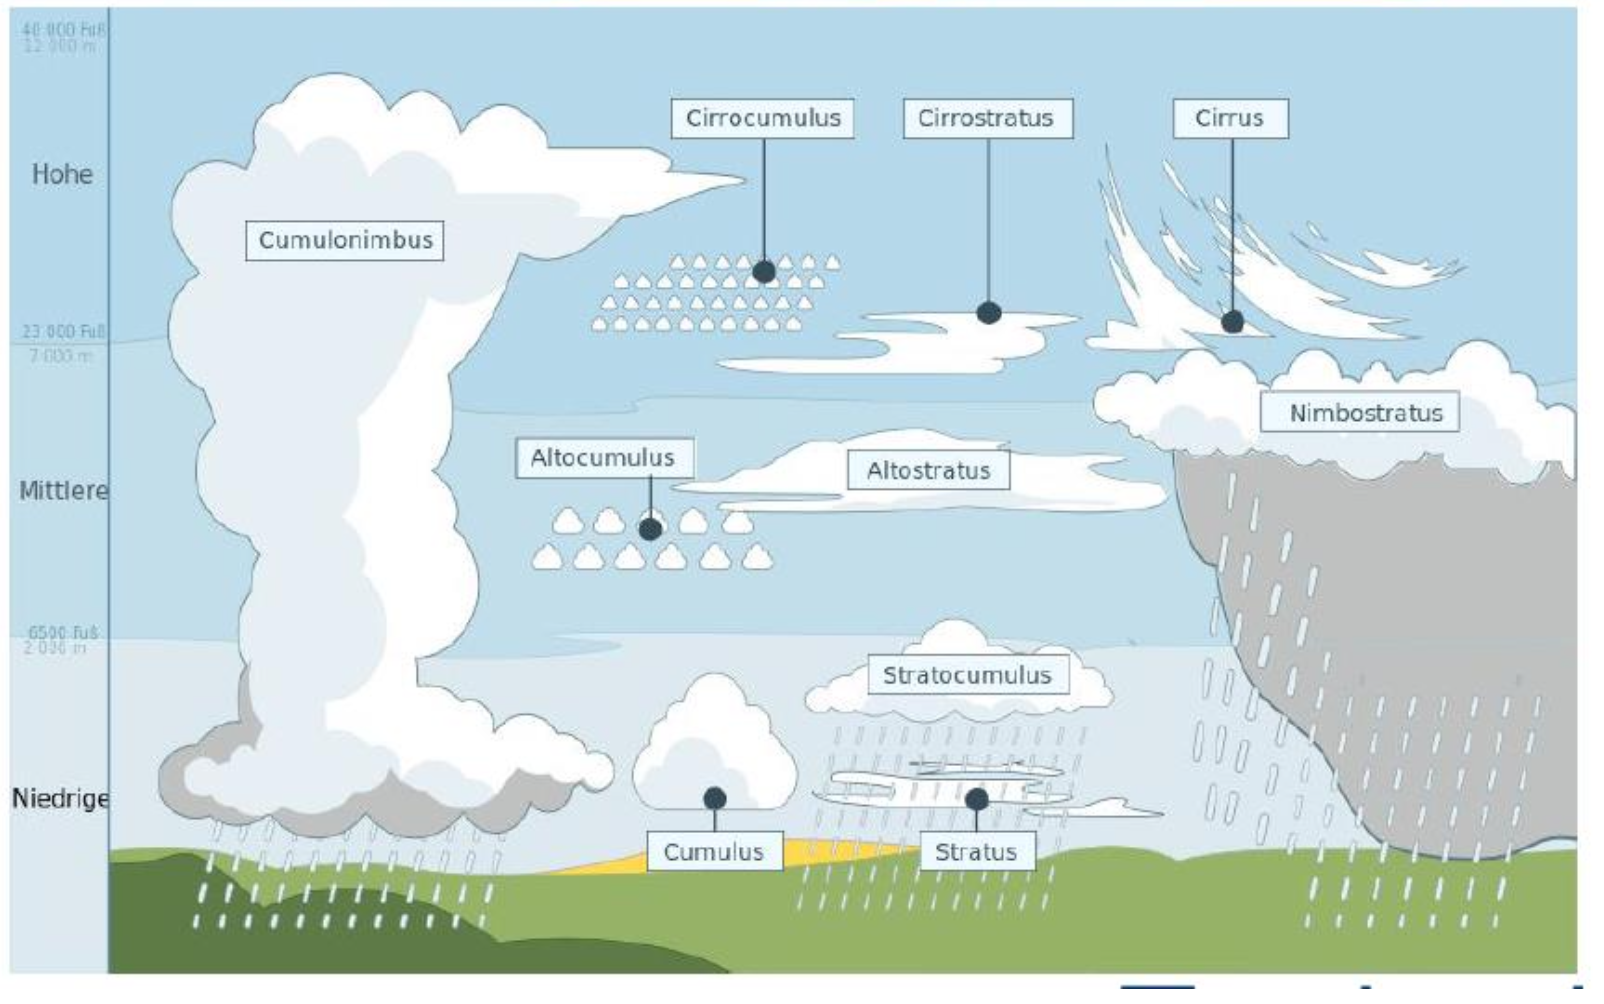 40 000 Fuß
12 000 m
Hohe
23 000 Fuß
7 000 m
Mittlere
6500 Fuß
2 000 m
Niedrige
Cumulonimbus
Cirrocumulus
Cirrostratus
Cirrus
Nimbostratus
Altocumulus
Altostratus
Stratocumulus
Cumulus
Stratus